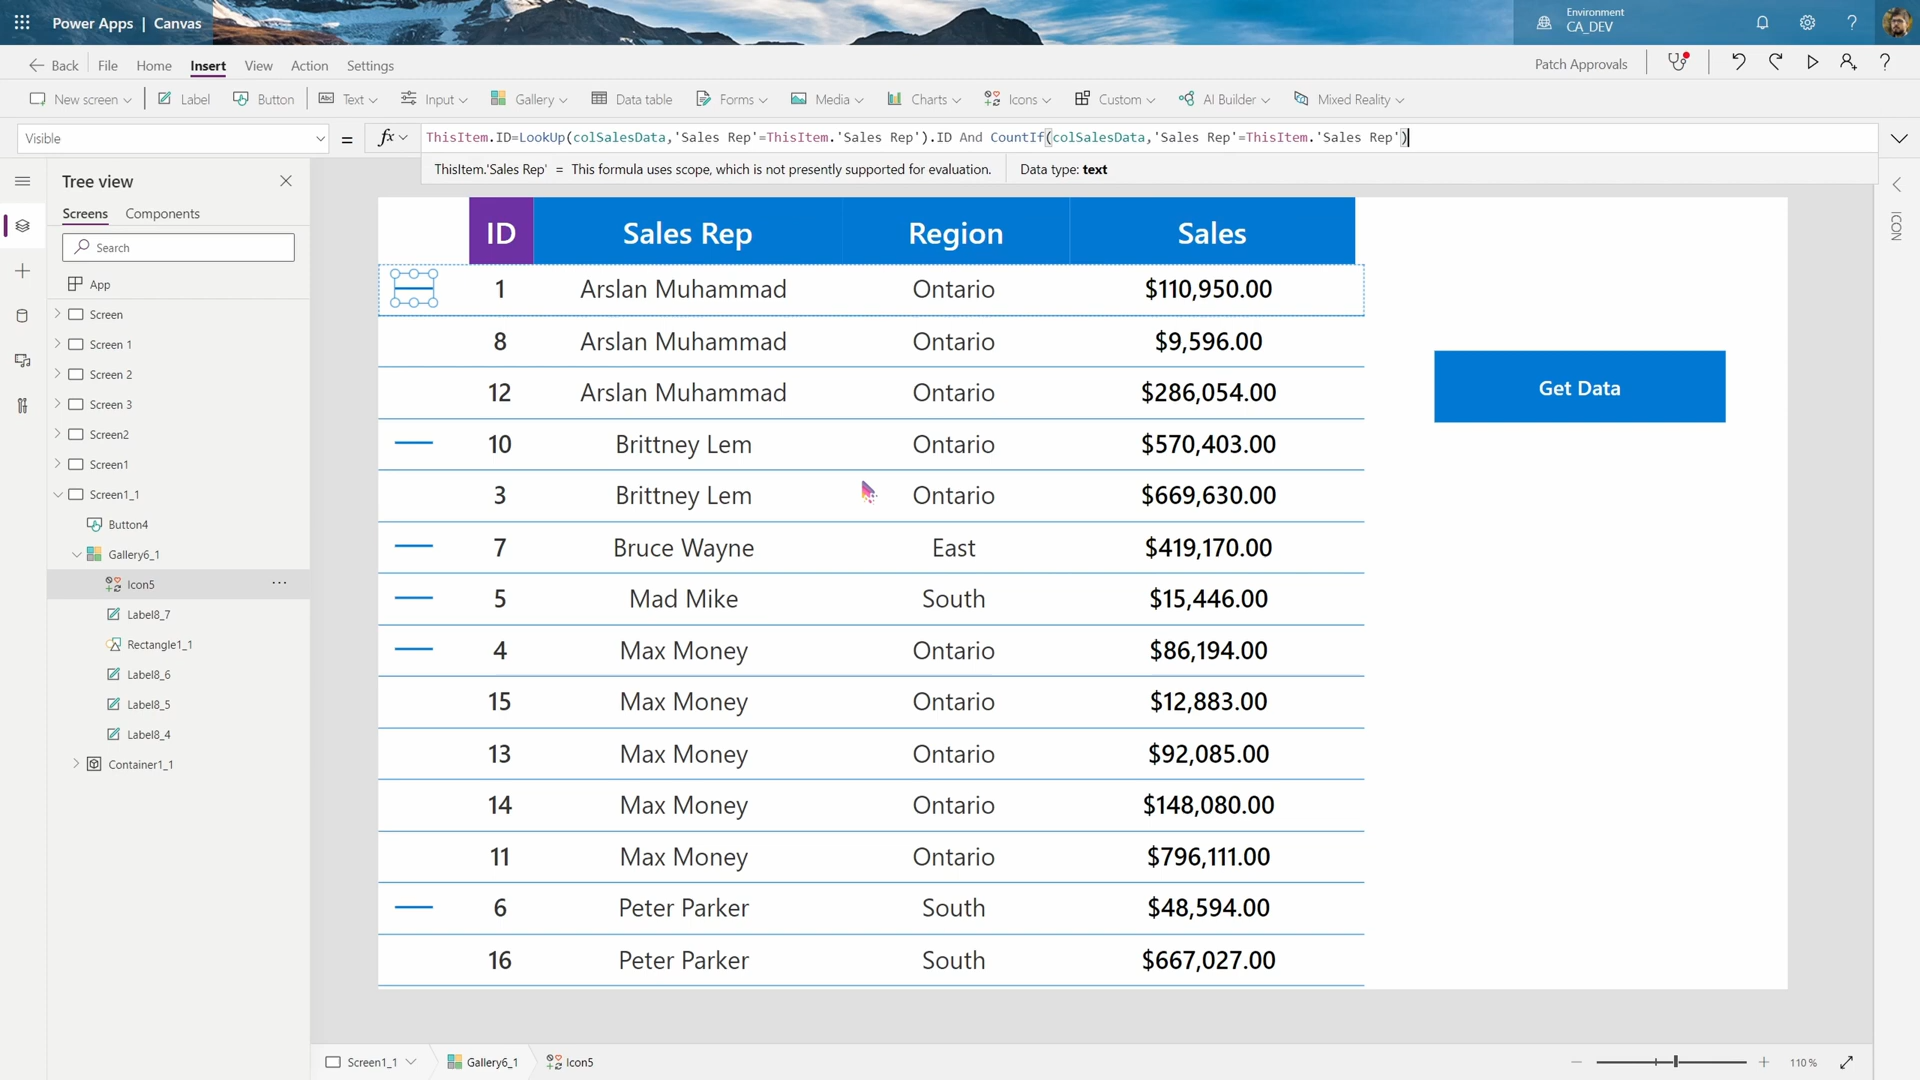 Power Apps | Canvas
Environment
CA_DEV
Back File Home Insert View Action Settings
Patch Approvals
New screen Label Button Text Input Gallery Data table Forms Media Charts Icons Custom AI Builder Mixed Reality
Visible = fx ThisItem.ID=LookUp(colSalesData,'Sales Rep'=ThisItem.'Sales Rep').ID And CountIf(colSalesData,'Sales Rep'=ThisItem.'Sales Rep')
ThisItem.'Sales Rep' = This formula uses scope, which is not presently supported for evaluation. Data type: text
Tree view
Screens Components
Search
App
Screen
Screen 1
Screen 2
Screen 3
Screen2
Screen1
Screen1_1
Button4
Gallery6_1
Icon5
Label8_7
Rectangle1_1
Label8_6
Label8_5
Label8_4
Container1_1
ID Sales Rep Region Sales
1 Arslan Muhammad Ontario $110,950.00
8 Arslan Muhammad Ontario $9,596.00
12 Arslan Muhammad Ontario $286,054.00
10 Brittney Lem Ontario $570,403.00
3 Brittney Lem Ontario $669,630.00
7 Bruce Wayne East $419,170.00
5 Mad Mike South $15,446.00
4 Max Money Ontario $86,194.00
15 Max Money Ontario $12,883.00
13 Max Money Ontario $92,085.00
14 Max Money Ontario $148,080.00
11 Max Money Ontario $796,111.00
6 Peter Parker South $48,594.00
16 Peter Parker South $667,027.00
Get Data
ICON
Screen1_1 Gallery6_1 Icon5
110 %